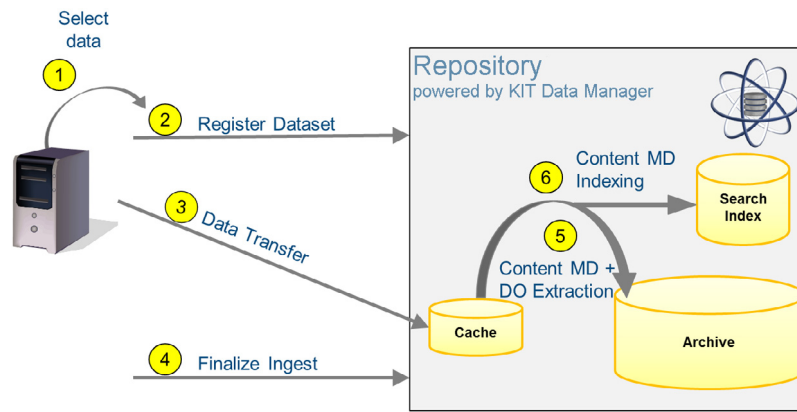 Select
data
1
2
Register Dataset
3
Data Transfer
4
Finalize Ingest
Repository
powered by KIT Data Manager
6
Content MD
Indexing
Search
Index
5
Content MD +
DO Extraction
Cache
Archive